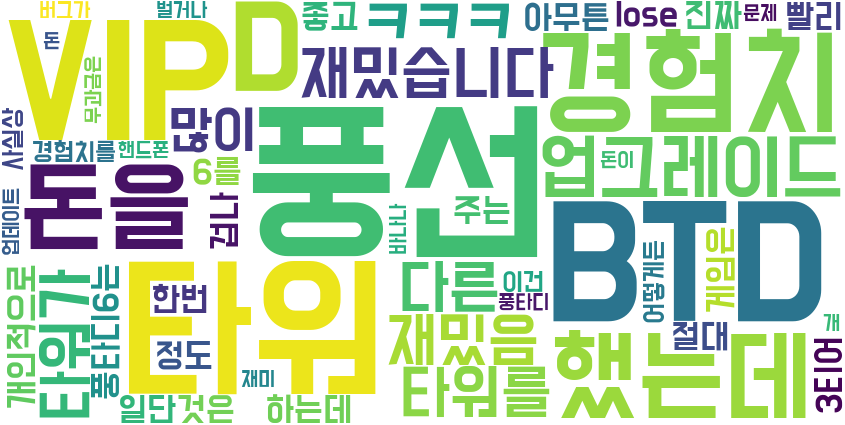 버그가
벌거나
좋고
ㅋㅋㅋ
아무튼
lose
진짜
문제
빨리
VIP
D
돈
무과금은
재밌습니다
경험치
사실상
많이
경험치를
핸드폰
6를
풍선
업그레이드
돈이
돈을
업데이트
겁나
바나나
주는
BTD
게임은
어떻게든
개인적으로
타워가
풍타디6는
한번
타워
다른
이건
풍타디
정도
재밌음
절대
개
했는데
3티어
재미
타워를
일단
것은
하는데